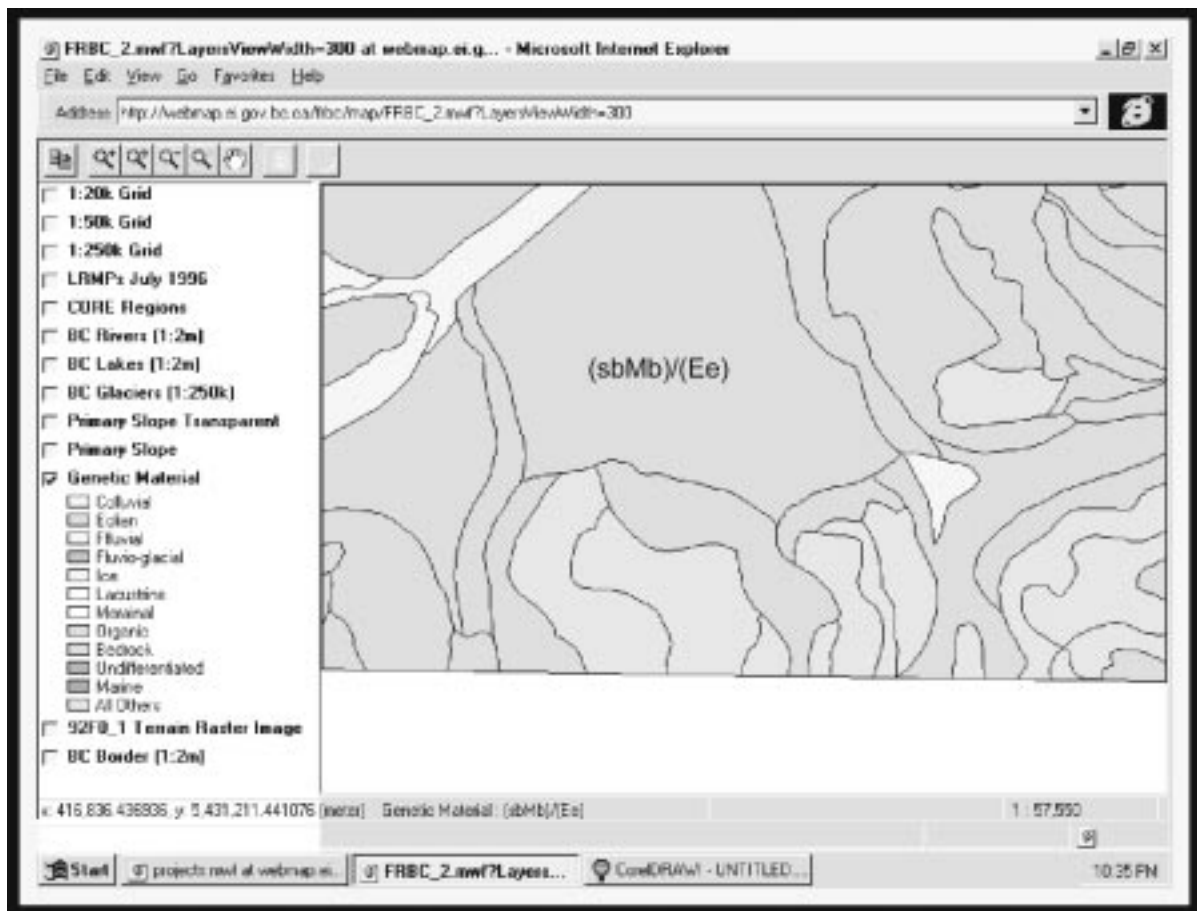 FRBC_2.mwf?LayersViewWidth=300 at webmap.ei.g... - Microsoft Internet Explorer
File Edit View Go Favorites Help
Address http://webmap.ei.gov.bc.ca/frbc/map/FRBC_2.mwf?LayersViewWidth=300
1:20k Grid
1:50k Grid
1:250k Grid
LRMPs July 1996
CORE Regions
BC Rivers (1:2m)
BC Lakes (1:2m)
BC Glaciers (1:250k)
Primary Slope Transparent
Primary Slope
Genetic Material
Colluvial
Eolian
Fluvial
Fluvio-glacial
Ice
Lacustrine
Morainal
Organic
Bedrock
Undifferentiated
Marine
All Others
92F0_1 Terrain Raster Image
BC Border (1:2m)
(sbMb)/(Ee)
x: 416,836.436936, y: 5,431,211.441076 (meter) Genetic Material: (sbMb)/(Ee) 1 : 57,550
Start projects.mwf at webmap.ei... FRBC_2.mwf?Layers... CorelDRAW! - UNTITLED... 10:35 PM